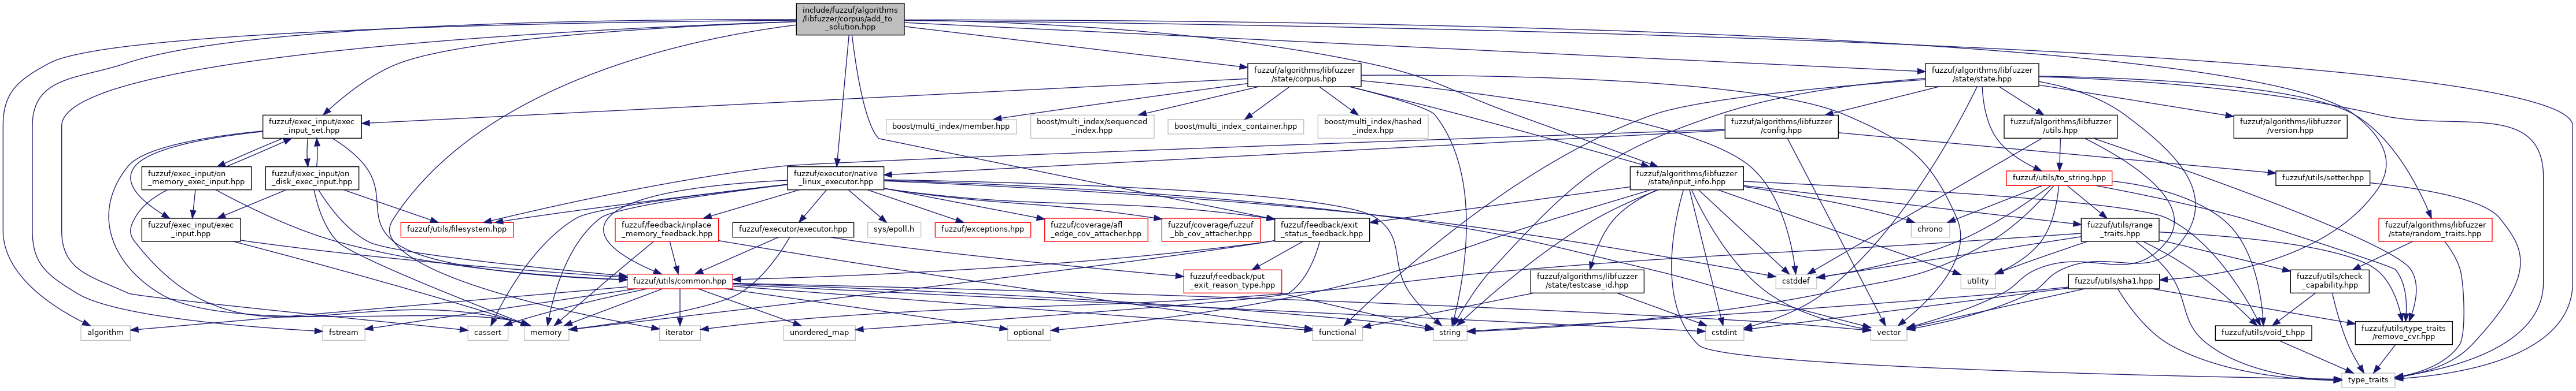 include/fuzzuf/algorithms
/libfuzzer/corpus/add_to
_solution.hpp
fuzzuf/algorithms/libfuzzer
/state/corpus.hpp
fuzzuf/algorithms/libfuzzer
/state/state.hpp
fuzzuf/exec_input/exec
_input_set.hpp
boost/multi_index/member.hpp
boost/multi_index/sequenced
_index.hpp
boost/multi_index_container.hpp
boost/multi_index/hashed
_index.hpp
fuzzuf/algorithms/libfuzzer
/config.hpp
fuzzuf/algorithms/libfuzzer
/utils.hpp
fuzzuf/algorithms/libfuzzer
/version.hpp
fuzzuf/exec_input/on
_memory_exec_input.hpp
fuzzuf/exec_input/on
_disk_exec_input.hpp
fuzzuf/executor/native
_linux_executor.hpp
fuzzuf/algorithms/libfuzzer
/state/input_info.hpp
fuzzuf/utils/to_string.hpp
fuzzuf/utils/setter.hpp
fuzzuf/exec_input/exec
_input.hpp
fuzzuf/utils/filesystem.hpp
fuzzuf/feedback/inplace
_memory_feedback.hpp
fuzzuf/executor/executor.hpp
sys/epoll.h
fuzzuf/exceptions.hpp
fuzzuf/coverage/afl
_edge_cov_attacher.hpp
fuzzuf/coverage/fuzzuf
_bb_cov_attacher.hpp
fuzzuf/feedback/exit
_status_feedback.hpp
chrono
fuzzuf/utils/range
_traits.hpp
fuzzuf/algorithms/libfuzzer
/state/random_traits.hpp
fuzzuf/utils/common.hpp
fuzzuf/feedback/put
_exit_reason_type.hpp
fuzzuf/algorithms/libfuzzer
/state/testcase_id.hpp
cstddef
utility
fuzzuf/utils/sha1.hpp
fuzzuf/utils/check
_capability.hpp
algorithm
fstream
cassert
memory
iterator
unordered_map
optional
functional
string
cstdint
vector
fuzzuf/utils/void_t.hpp
fuzzuf/utils/type_traits
/remove_cvr.hpp
type_traits